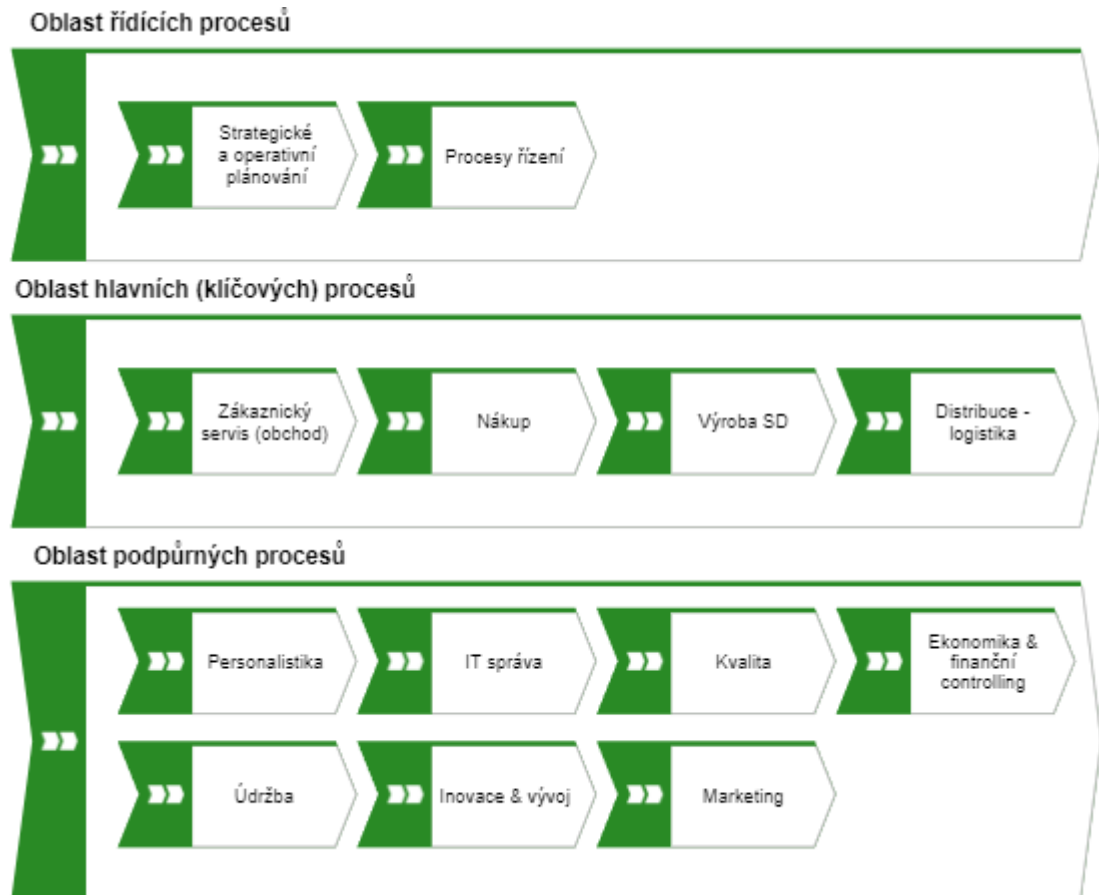 Oblast řídících procesů
Strategické
a operativní
plánování
Procesy řízení
Oblast hlavních (klíčových) procesů
Zákaznický
servis (obchod)
Nákup
Výroba SD
Distribuce -
logistika
Oblast podpůrných procesů
Personalistika
IT správa
Kvalita
Ekonomika &
finanční
controlling
Údržba
Inovace & vývoj
Marketing